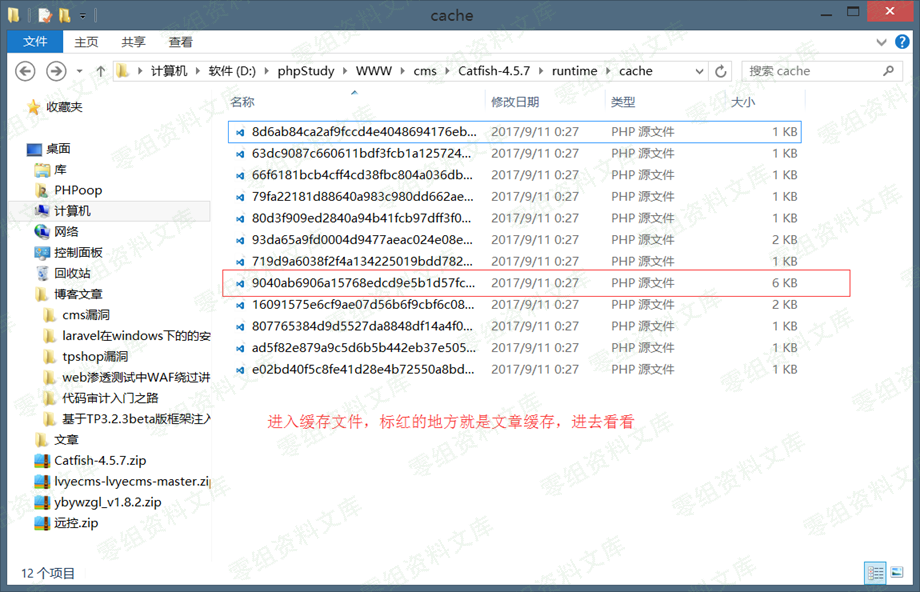 cache
文件 主页 共享 查看
计算机 软件 (D:) phpStudy WWW cms Catfish-4.5.7 runtime cache 搜索 cache
名称 修改日期 类型 大小
收藏夹
桌面
库
PHPoop
计算机
网络
控制面板
回收站
博客文章
cms漏洞
laravel在windows下的的安
tpshop漏洞
web渗透测试中WAF绕过讲
代码审计入门之路
基于TP3.2.3beta版框架注入
文章
Catfish-4.5.7.zip
lvyecms-lvyecms-master.zip
ybywzgl_v1.8.2.zip
远控.zip
8d6ab84ca2af9fccd4e4048694176eb... 2017/9/11 0:27 PHP 源文件 1 KB
63dc9087c660611bdf3fcb1a125724... 2017/9/11 0:27 PHP 源文件 1 KB
66f6181bcb4cff4cd38fbc804a036db... 2017/9/11 0:27 PHP 源文件 1 KB
79fa22181d88640a983c980dd662ae... 2017/9/11 0:27 PHP 源文件 1 KB
80d3f909ed2840a94b41fcb97dff3f0... 2017/9/11 0:27 PHP 源文件 1 KB
93da65a9fd0004d9477aeac024e08e... 2017/9/11 0:27 PHP 源文件 2 KB
719d9a6038f2f4a134225019bdd782... 2017/9/11 0:27 PHP 源文件 1 KB
9040ab6906a15768edcd9e5b1d57fc... 2017/9/11 0:27 PHP 源文件 6 KB
16091575e6cf9ae07d56b6f9cbf6c08... 2017/9/11 0:27 PHP 源文件 2 KB
807765384d9d5527da8848df14a4f0... 2017/9/11 0:27 PHP 源文件 1 KB
ad5f82e879a9c5d6b5b442eb37e505... 2017/9/11 0:27 PHP 源文件 1 KB
e02bd40f5c8fe41d28e4b72550a8bd... 2017/9/11 0:27 PHP 源文件 1 KB
进入缓存文件，标红的地方就是文章缓存，进去看看
12 个项目
零组资料文库